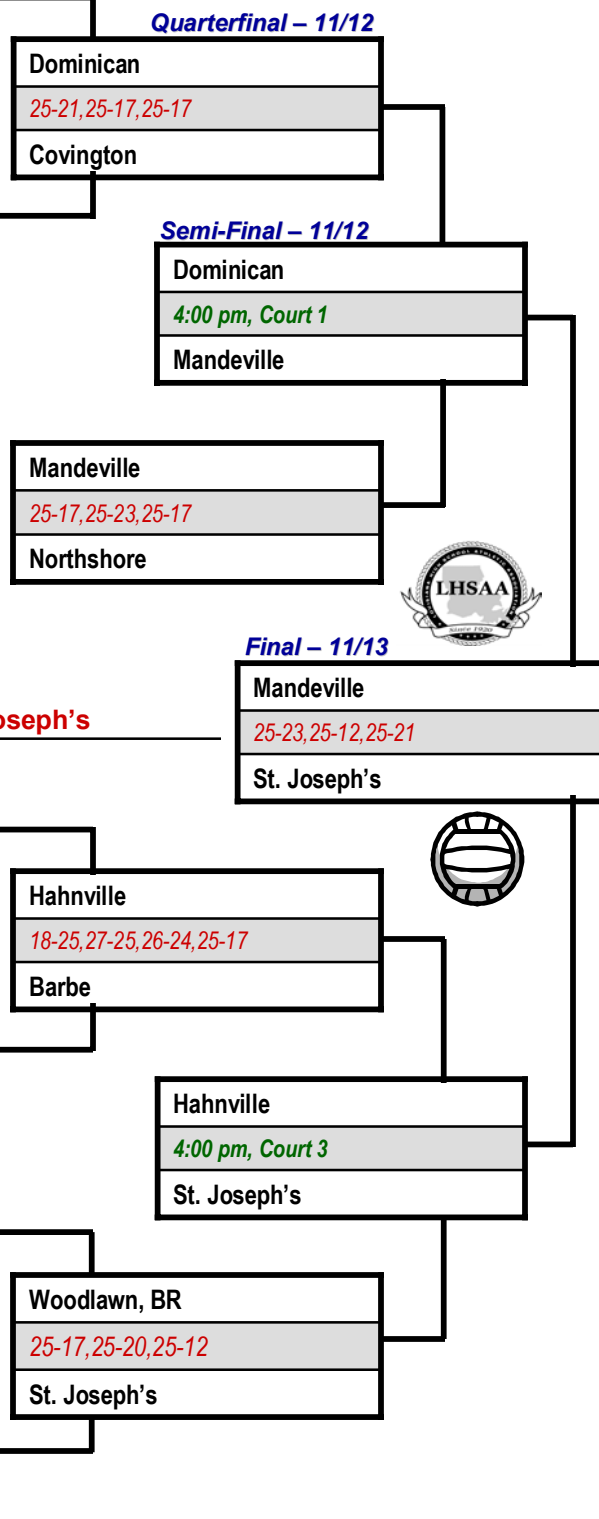 Quarterfinal – 11/12
Dominican
25-21,25-17,25-17
Covington
Semi-Final – 11/12
Dominican
4:00 pm, Court 1
Mandeville
Mandeville
25-17,25-23,25-17
Northshore
LHSAA
Since 1920
Final – 11/13
Mandeville
oseph's
25-23,25-12,25-21
St. Joseph's
Hahnville
18-25,27-25,26-24,25-17
Barbe
Hahnville
4:00 pm, Court 3
St. Joseph's
Woodlawn, BR
25-17,25-20,25-12
St. Joseph's